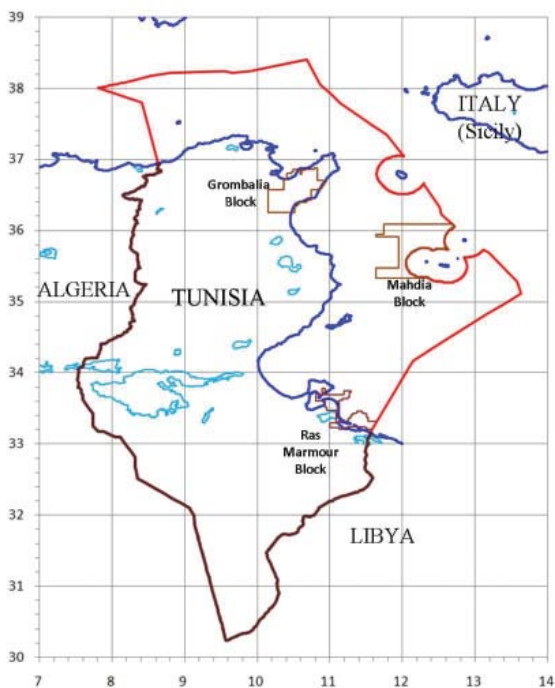 39
38
37
36
35
34
33
32
31
30
ITALY
(Sicily)
Grombalia
Block
ALGERIA
TUNISIA
Mahdia
Block
Ras
Marmour
Block
LIBYA
7 8 9 10 11 12 13 14